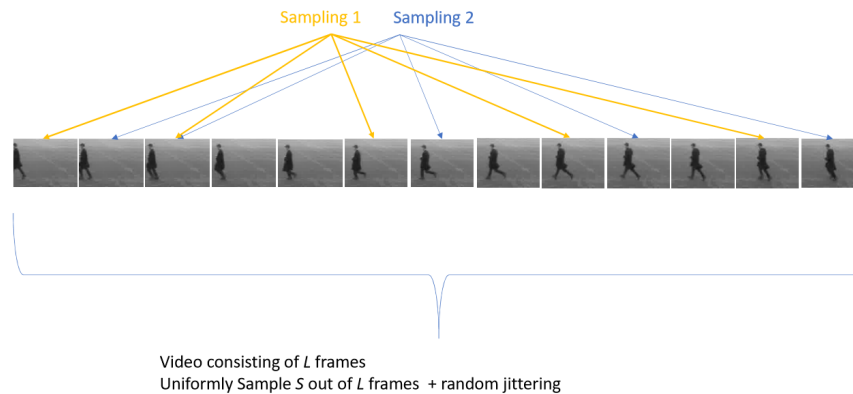 Sampling 1
Sampling 2
Video consisting of L frames
Uniformly Sample S out of L frames + random jittering